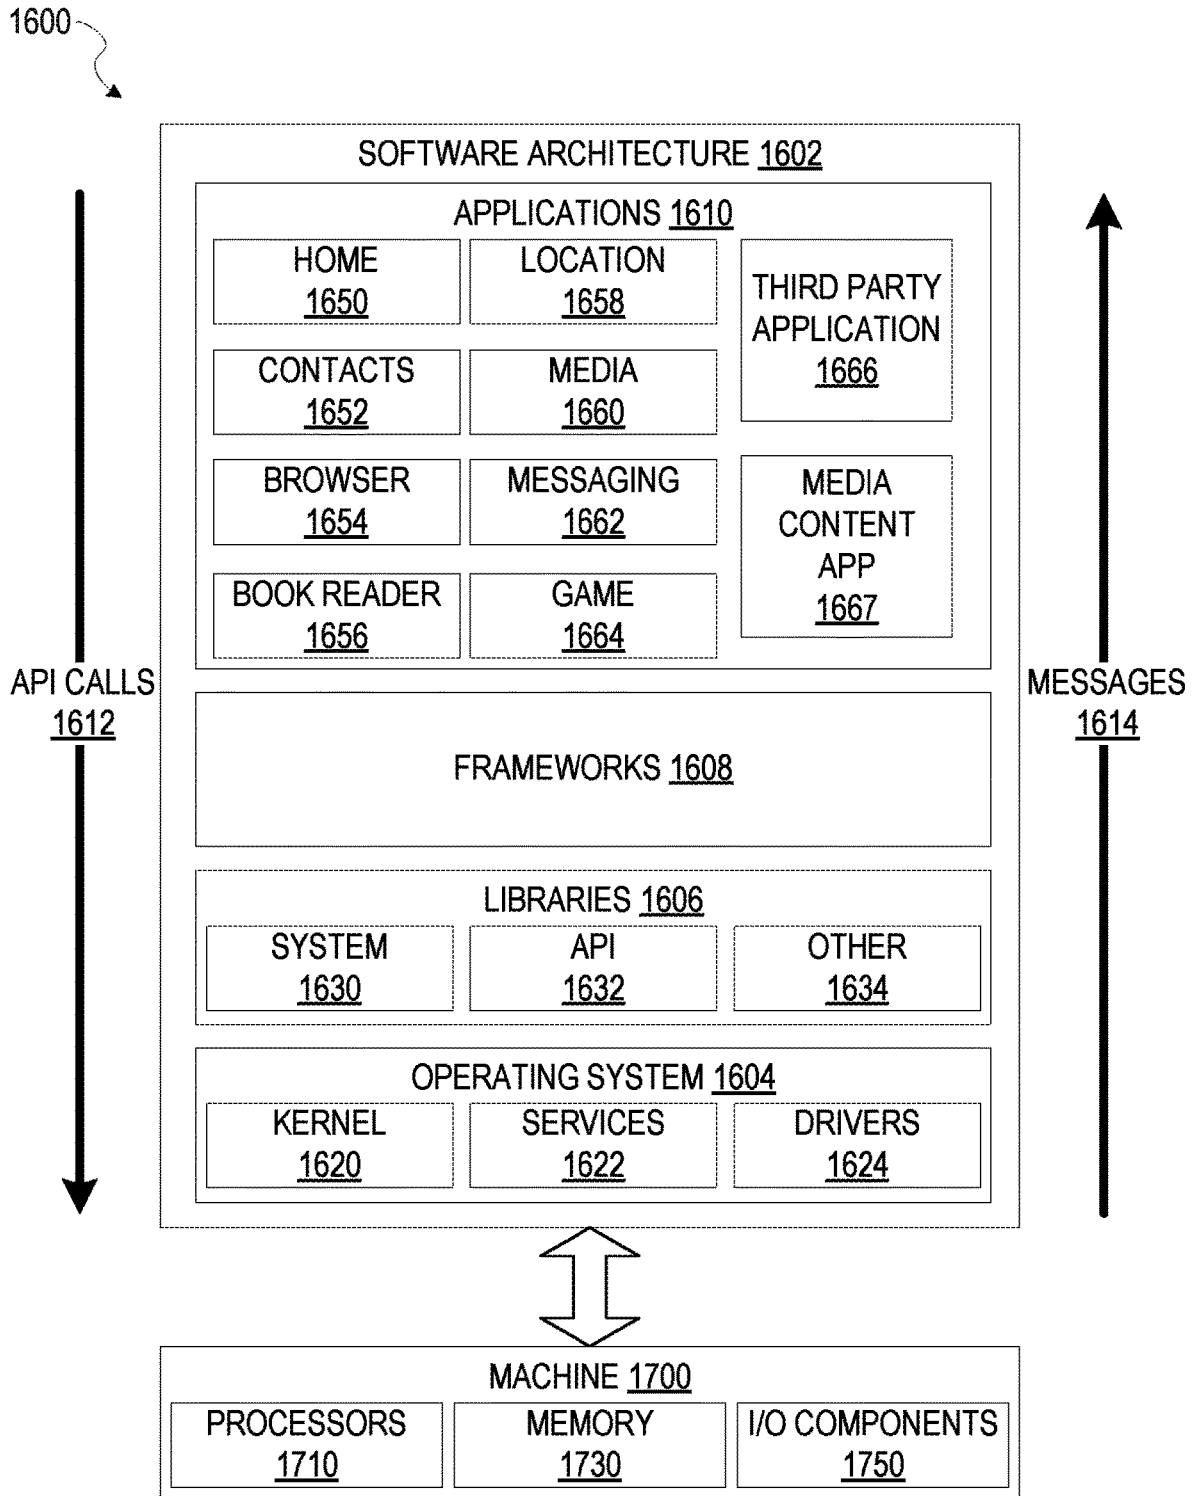 1600
SOFTWARE ARCHITECTURE 1602
APPLICATIONS 1610
HOME
1650
LOCATION
1658
THIRD PARTY
APPLICATION
1666
CONTACTS
1652
MEDIA
1660
BROWSER
1654
MESSAGING
1662
MEDIA
CONTENT
APP
1667
BOOK READER
1656
GAME
1664
API CALLS
1612
MESSAGES
1614
FRAMEWORKS 1608
LIBRARIES 1606
SYSTEM
1630
API
1632
OTHER
1634
OPERATING SYSTEM 1604
KERNEL
1620
SERVICES
1622
DRIVERS
1624
MACHINE 1700
PROCESSORS
1710
MEMORY
1730
I/O COMPONENTS
1750